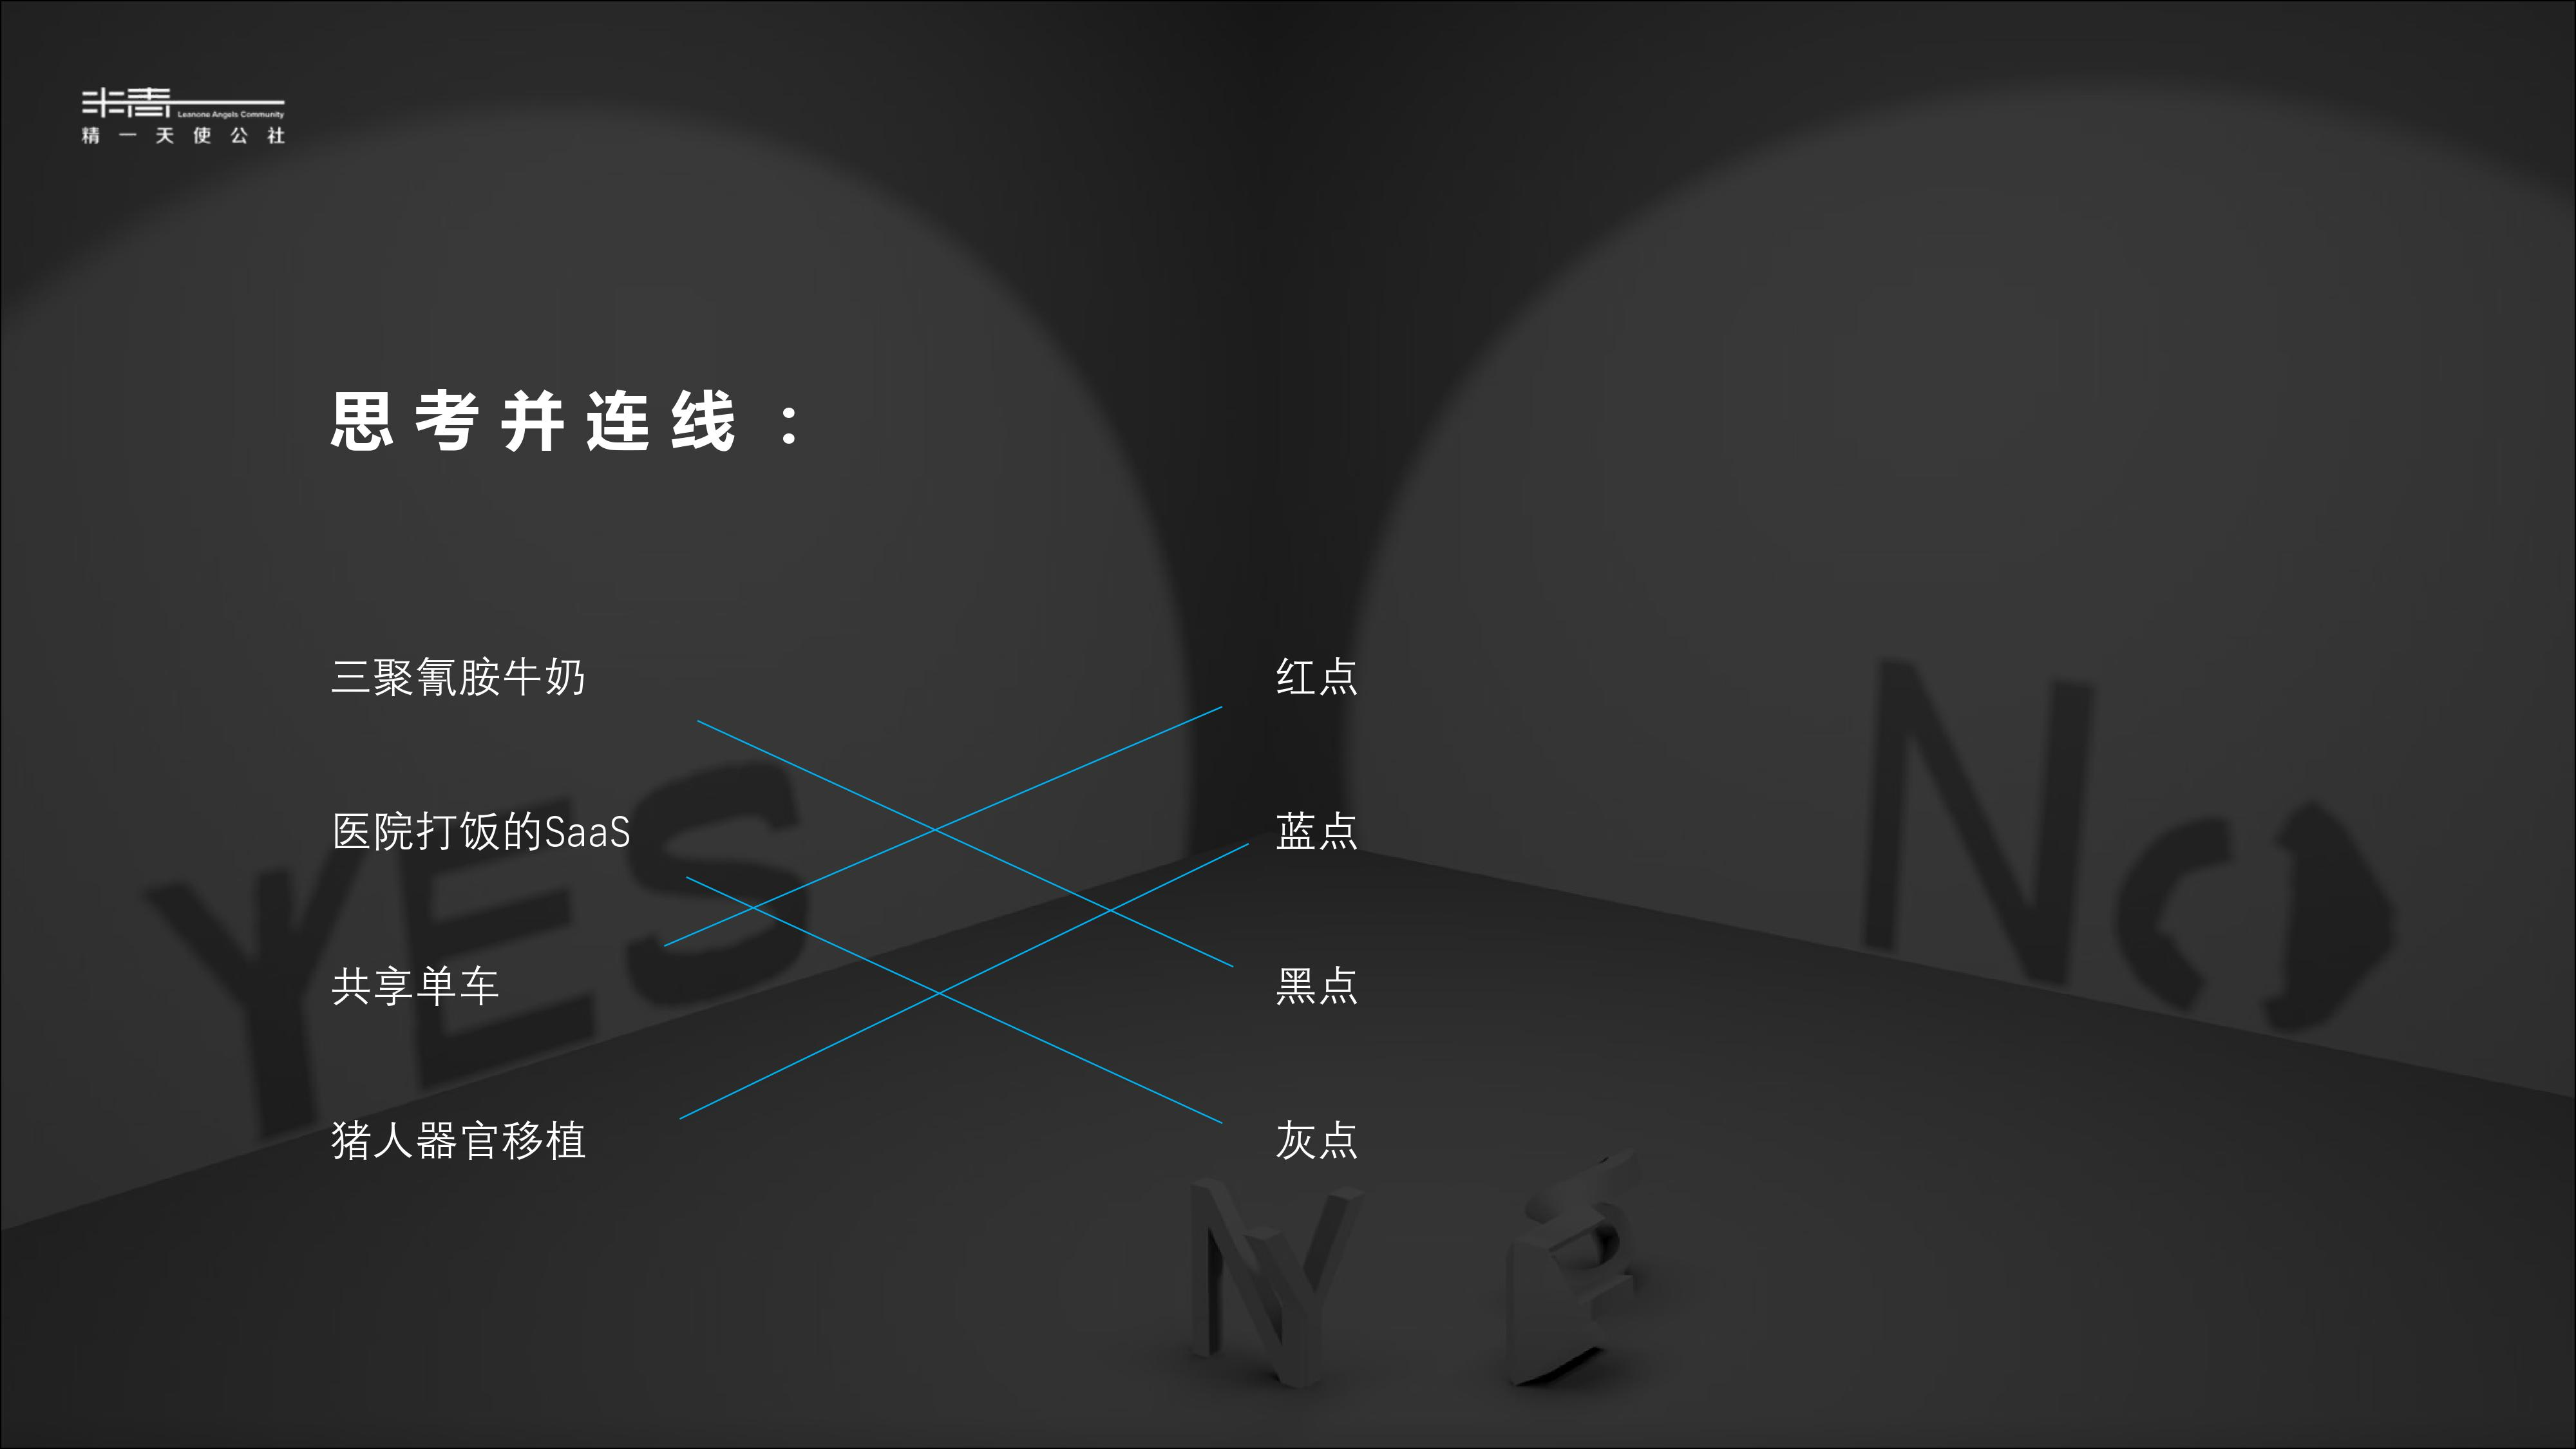 Leanone Angels Community
精一天使公社
思考并连线：
三聚氰胺牛奶 红点
医院打饭的SaaS 蓝点
共享单车 黑点
猪人器官移植 灰点
YES
NO